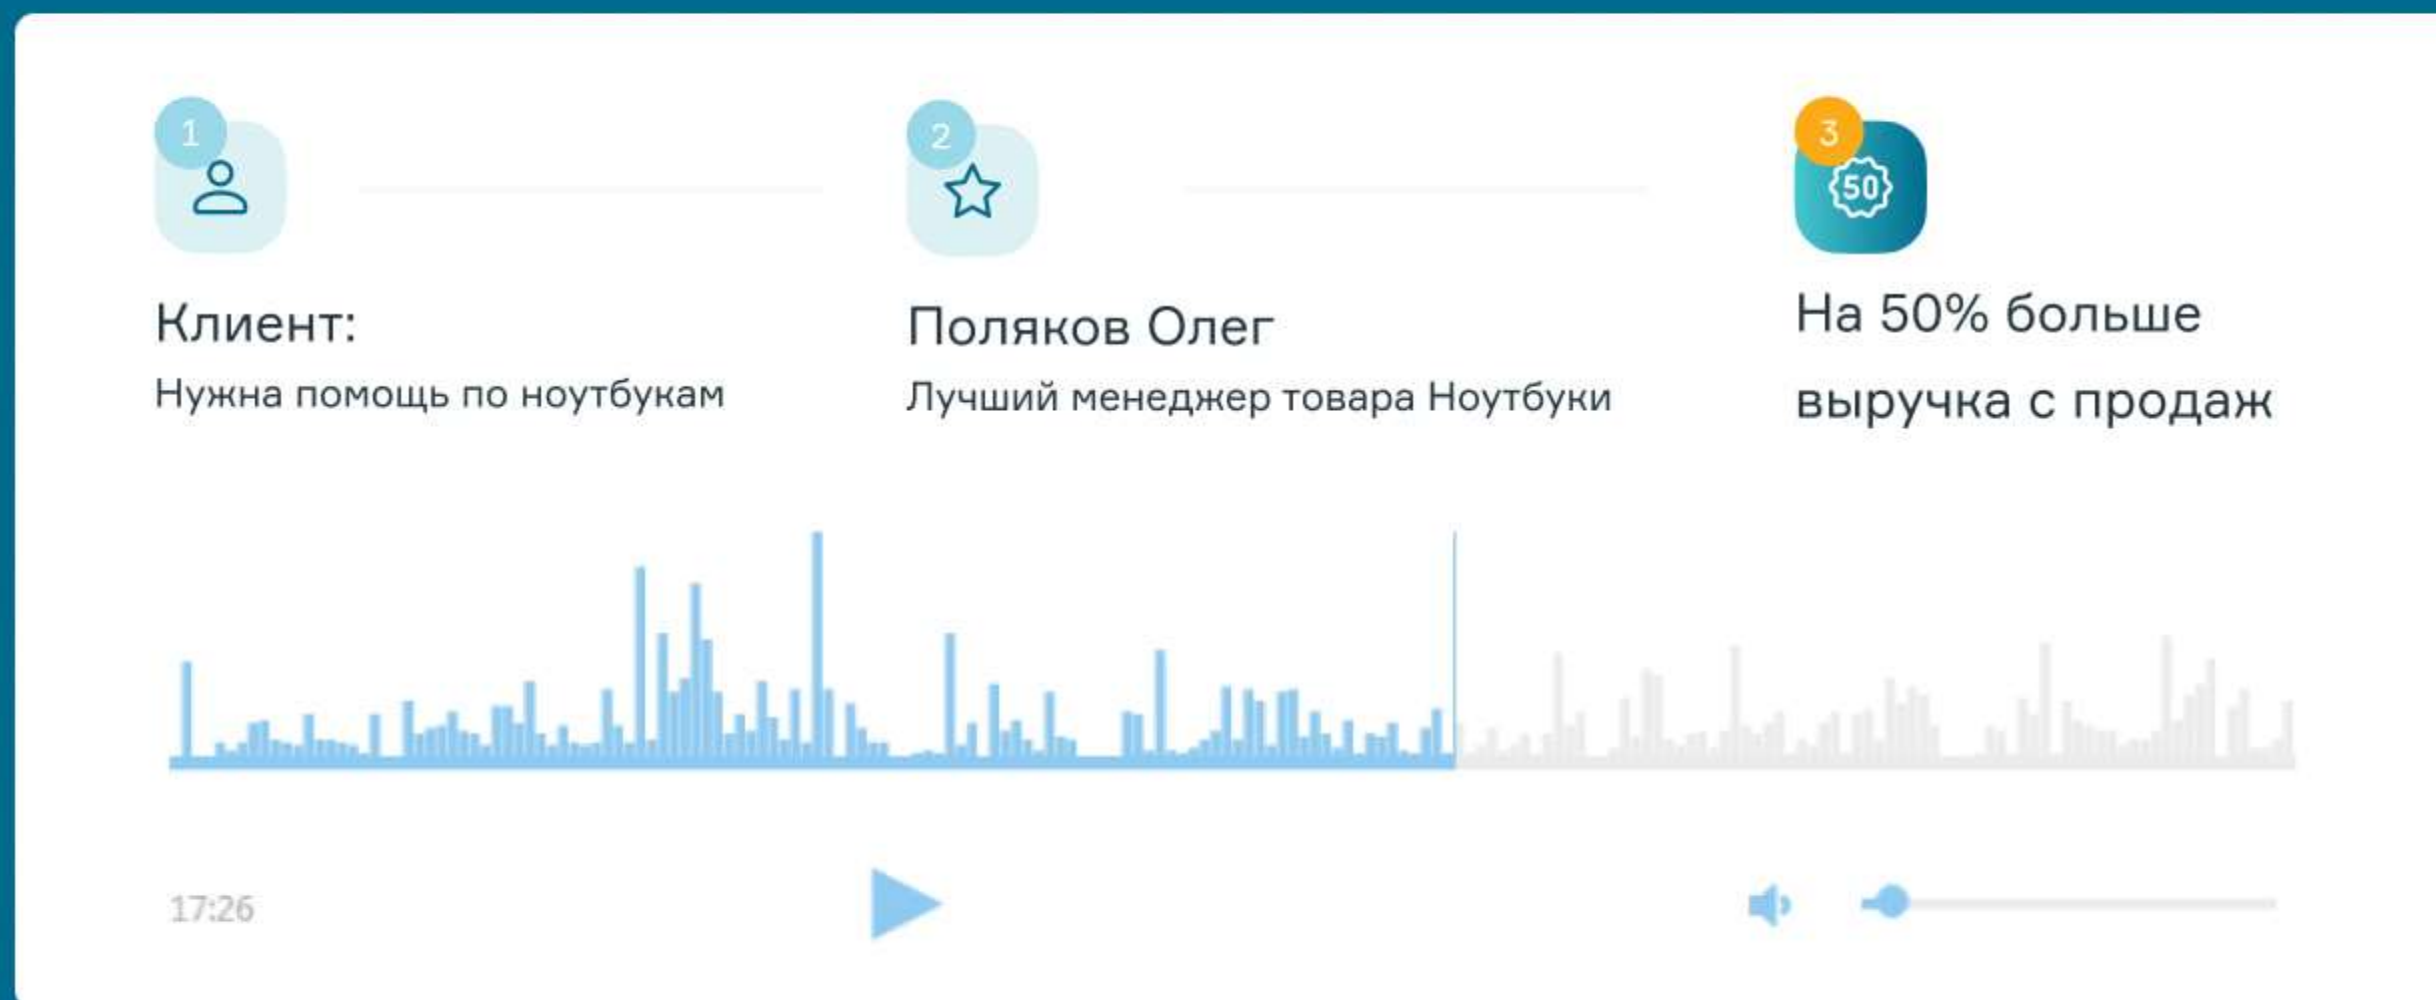 1
Клиент:
Нужна помощь по ноутбукам
2
Поляков Олег
Лучший менеджер товара Ноутбуки
3
50
На 50% больше
выручка с продаж
17:26